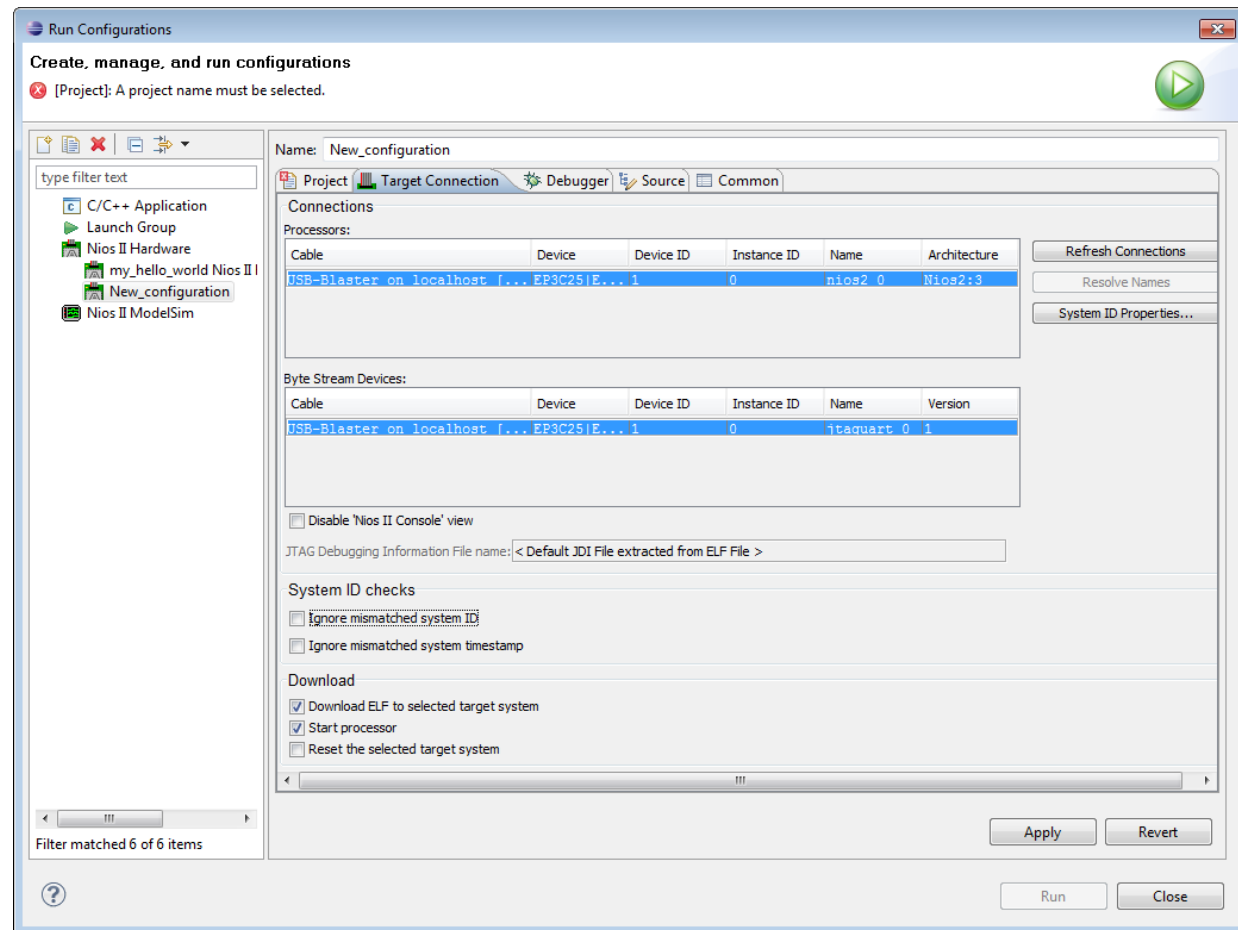 Run Configurations
Create, manage, and run configurations
[Project]: A project name must be selected.
type filter text
C/C++ Application
Launch Group
Nios II Hardware
my_hello_world Nios II
New_configuration
Nios II ModelSim
Filter matched 6 of 6 items
Name: New_configuration
Project Target Connection Debugger Source Common
Connections
Processors:
Cable Device Device ID Instance ID Name Architecture
USB-Blaster on localhost [... EP3C25|E... 1 0 nios2_0 Nios2:3
Refresh Connections
Resolve Names
System ID Properties...
Byte Stream Devices:
Cable Device Device ID Instance ID Name Version
USB-Blaster on localhost [... EP3C25|E... 1 0 jtaguart_0 1
Disable 'Nios II Console' view
JTAG Debugging Information File name: < Default JDI File extracted from ELF File >
System ID checks
Ignore mismatched system ID
Ignore mismatched system timestamp
Download
Download ELF to selected target system
Start processor
Reset the selected target system
Apply Revert
Run Close